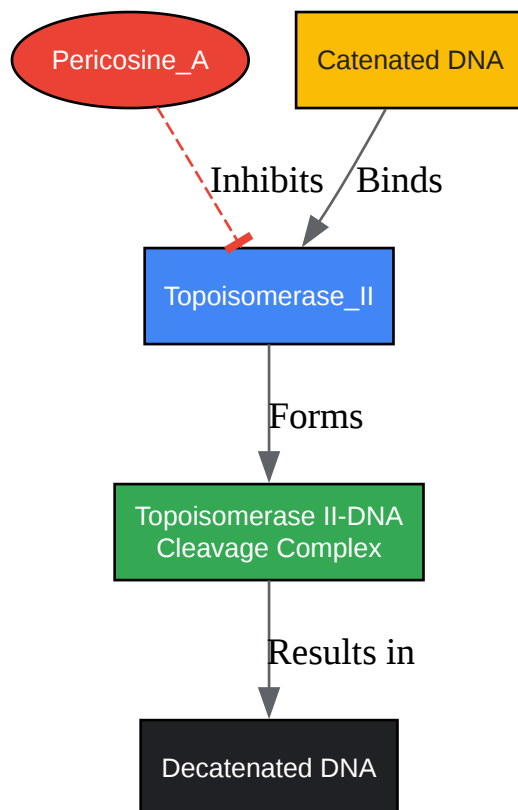 Pericosine_A
Catenated DNA
Inhibits
Binds
Topoisomerase_II
Forms
Topoisomerase II-DNA
Cleavage Complex
Results in
Decatenated DNA